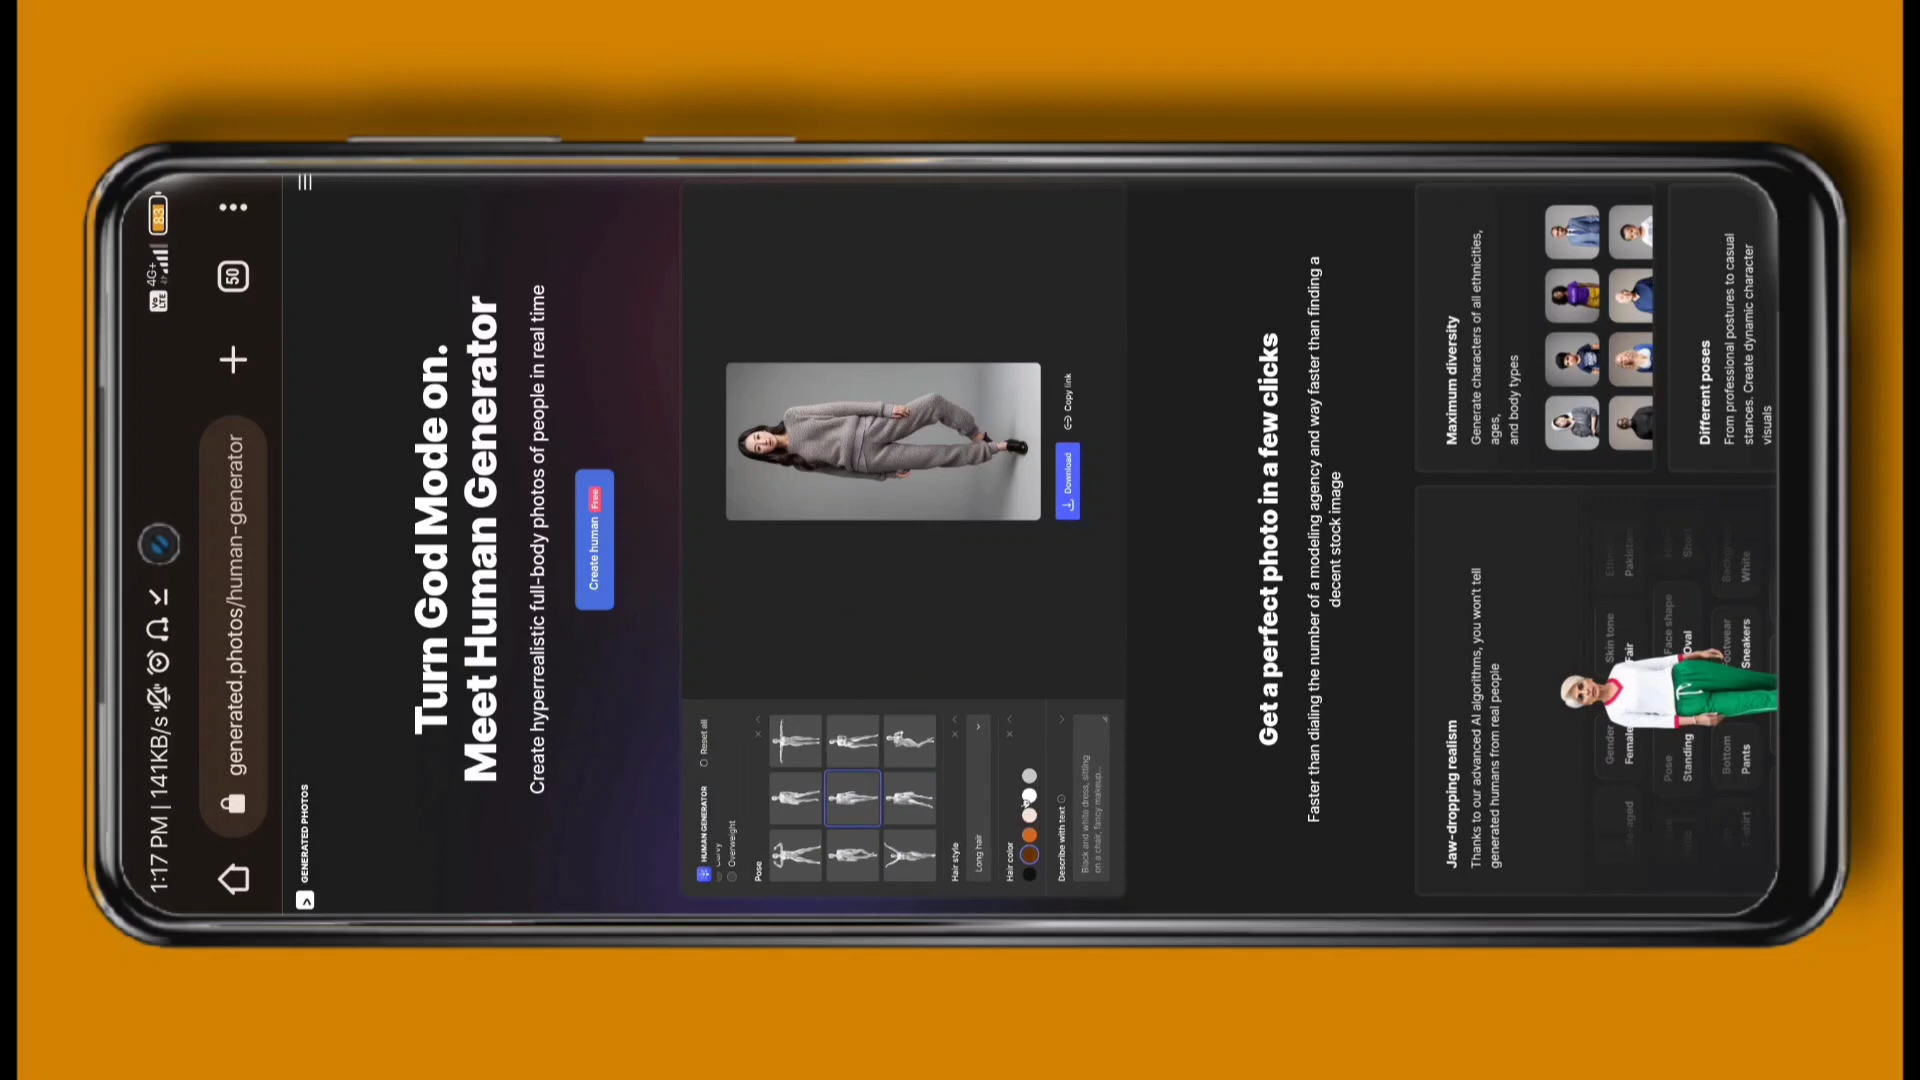 1:17 PM | 141KB/s
Vo
LTE
4G+
83
generated.photos/human-generator
50
GENERATED PHOTOS
Turn God Mode on.
Meet Human Generator
Create hyperrealistic full-body photos of people in real time
Create human Free
HUMAN GENERATOR
Reset all
Curvy
Overweight
Pose
Hair style
Long hair
Hair color
Describe with text
Black and white dress, sitting
on a chair, fancy makeup...
Download
Copy link
Get a perfect photo in a few clicks
Faster than dialing the number of a modeling agency and way faster than finding a
decent stock image
Jaw-dropping realism
Thanks to our advanced AI algorithms, you won't tell
generated humans from real people
Gender
Female
Skin tone
Fair
Pakistani
Pose
Standing
Face shape
Oval
Short
Bottom
Pants
Footwear
Sneakers
Background
White
Maximum diversity
Generate characters of all ethnicities,
ages,
and body types
Different poses
From professional postures to casual
stances. Create dynamic character
visuals